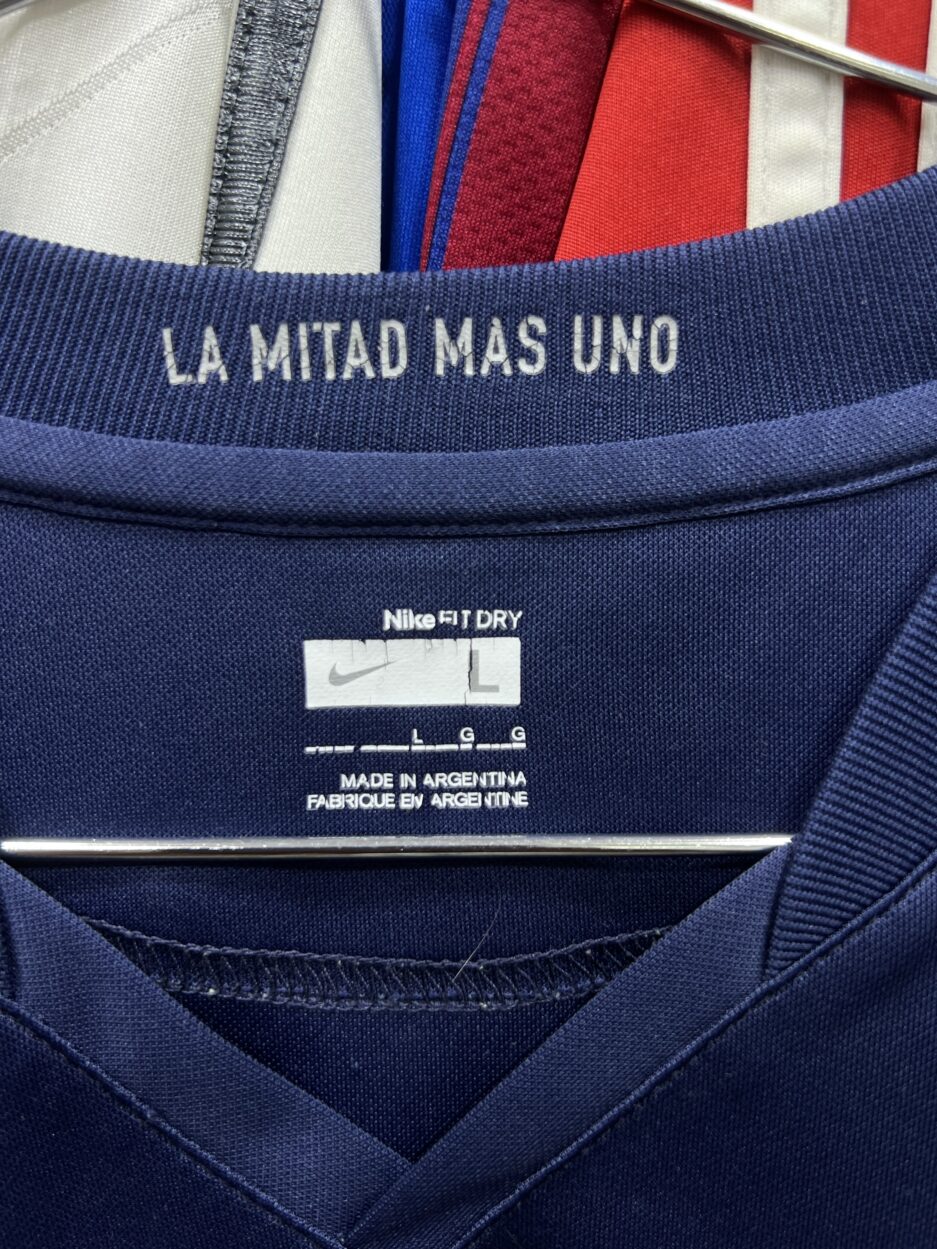 LA MITAD MAS UNO
Nike FIT DRY
L
L G G
MADE IN ARGENTINA
FABRIQUE EN ARGENTINE